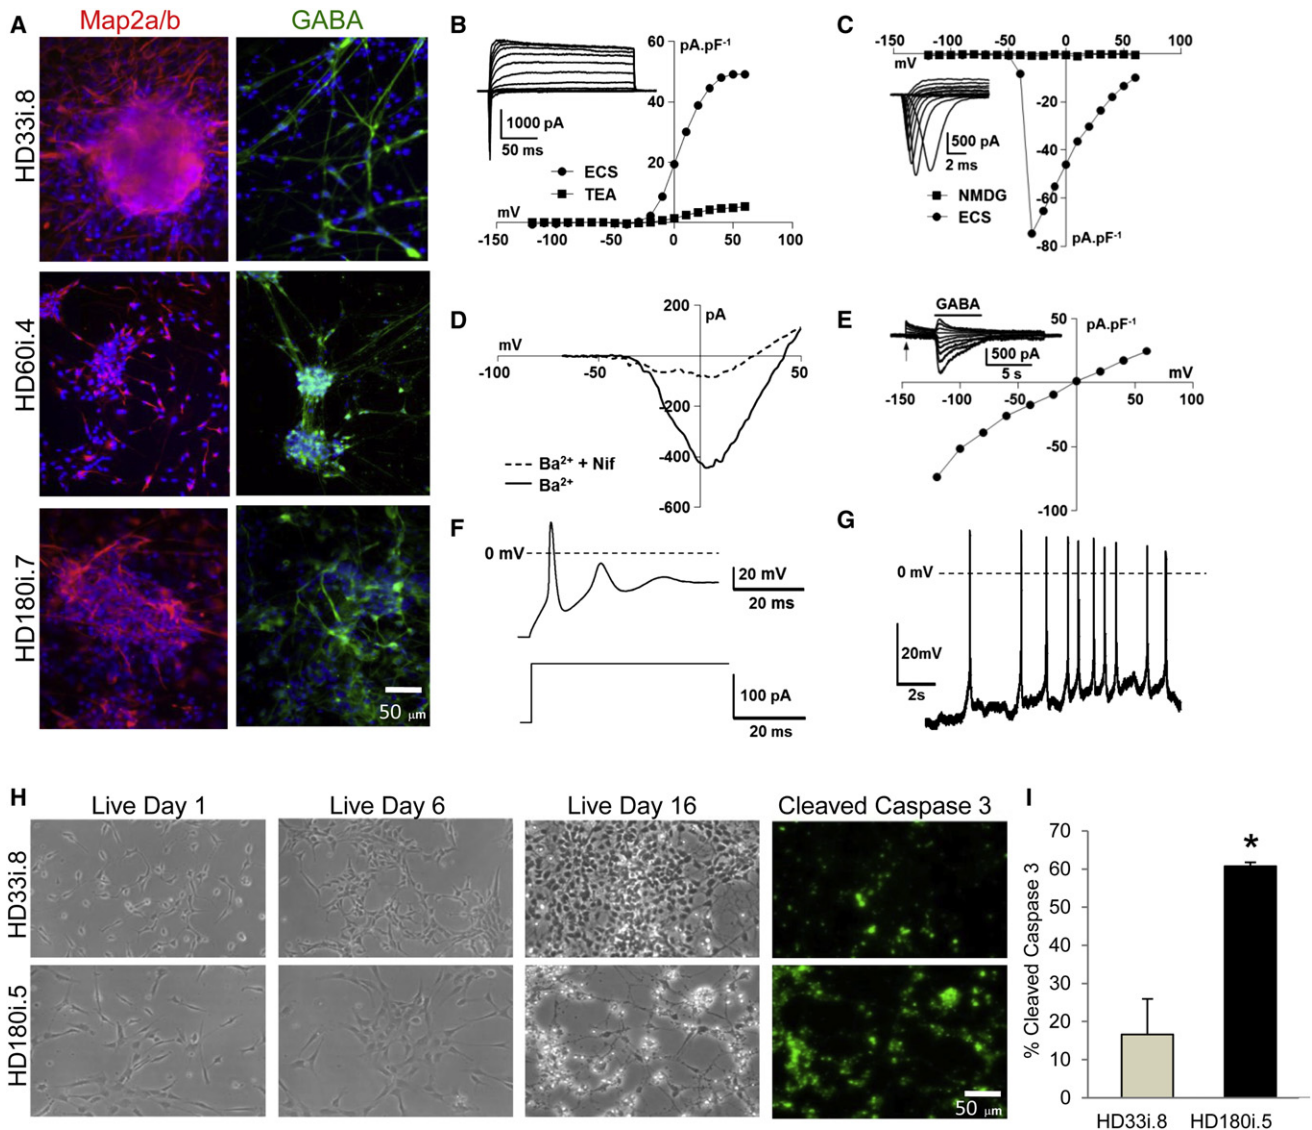 A
Map2a/b
GABA
HD33i.8
HD60i.4
HD180i.7
50 μm
B
pA.pF⁻¹
60
40
20
1000 pA
50 ms
ECS
TEA
mV
-150 -100 -50 0 50 100
C
-150 -100 -50 0 50 100
mV
-20
-40
-60
-80
500 pA
2 ms
NMDG
ECS
pA.pF⁻¹
D
200
pA
mV
-100 -50 50
-200
-400
-600
Ba²⁺ + Nif
Ba²⁺
E
GABA
50
pA.pF⁻¹
500 pA
5 s
mV
-150 -100 -50 0 50 100
-50
-100
F
0 mV
20 mV
20 ms
100 pA
20 ms
G
0 mV
20mV
2s
H
Live Day 1
Live Day 6
Live Day 16
Cleaved Caspase 3
HD33i.8
HD180i.5
50 μm
I
% Cleaved Caspase 3
70
60
50
40
30
20
10
0
*
HD33i.8 HD180i.5